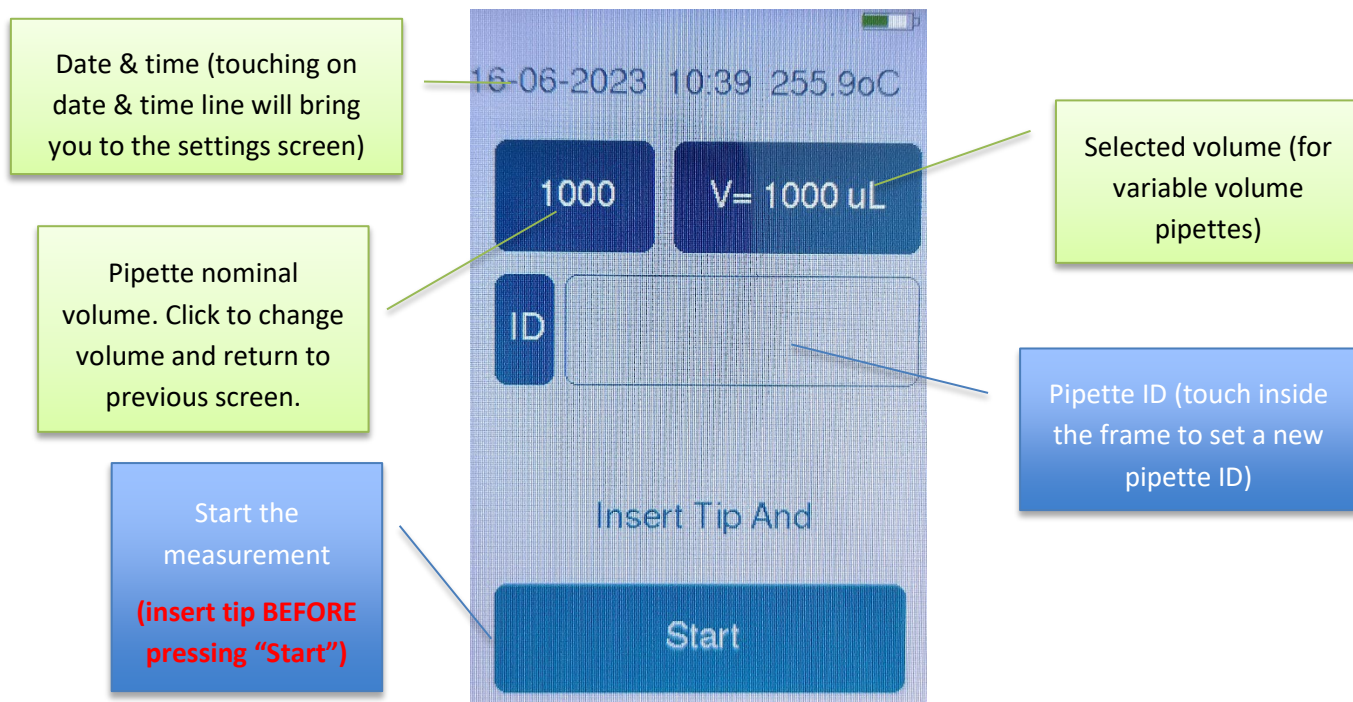 Date & time (touching on
date & time line will bring
you to the settings screen)
16-06-2023 10:39 255.9oC
Selected volume (for
variable volume
pipettes)
1000
V= 1000 uL
Pipette nominal
volume. Click to change
volume and return to
previous screen.
ID
Pipette ID (touch inside
the frame to set a new
pipette ID)
Start the
measurement
(insert tip BEFORE
pressing “Start”)
Insert Tip And
Start